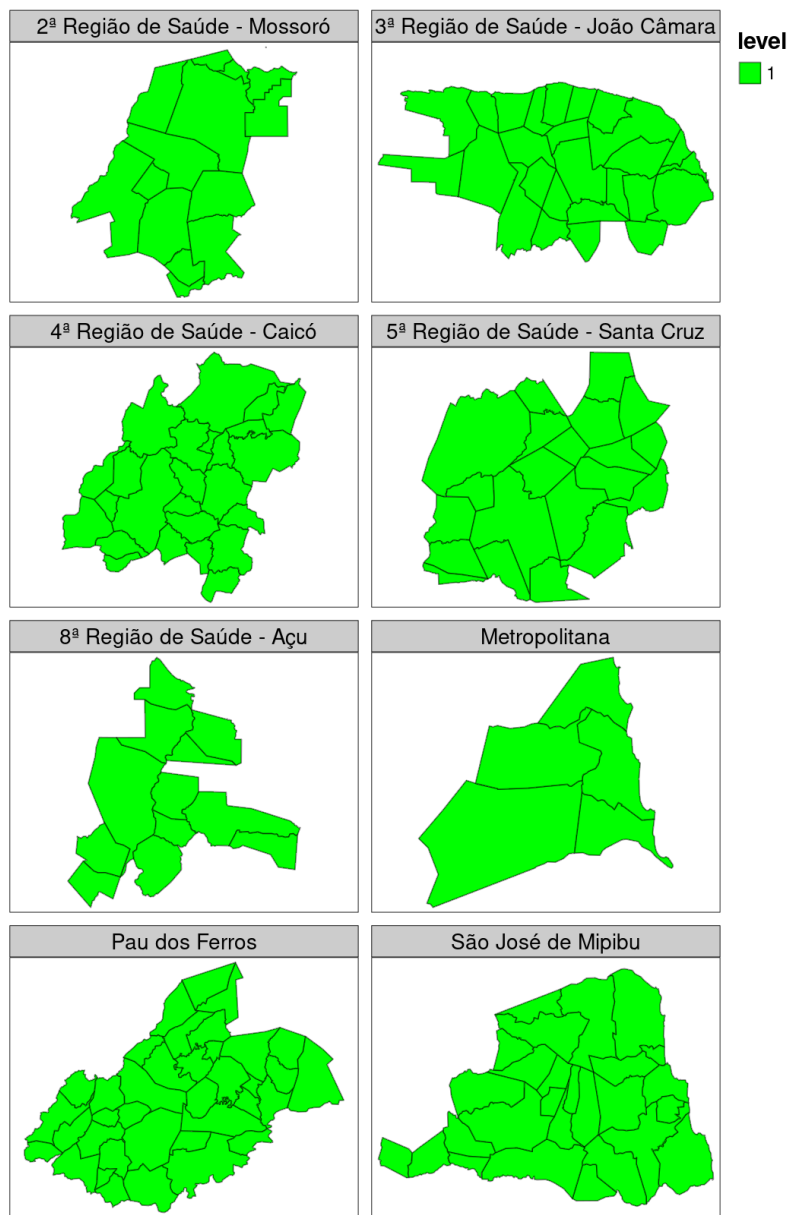 2ª Região de Saúde - Mossoró
3ª Região de Saúde - João Câmara
level
1
4ª Região de Saúde - Caicó
5ª Região de Saúde - Santa Cruz
8ª Região de Saúde - Açu
Metropolitana
Pau dos Ferros
São José de Mipibu